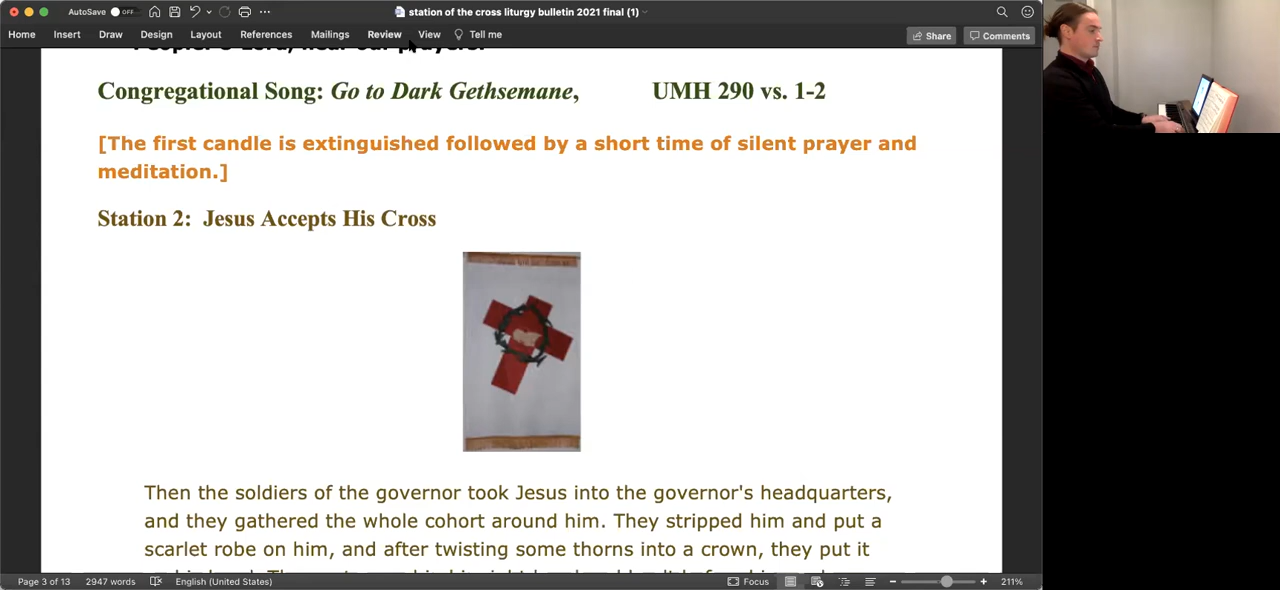 AutoSave OFF station of the cross liturgy bulletin 2021 final (1)
Home Insert Draw Design Layout References Mailings Review View Tell me Share Comments
People: O Lord, hear our prayers.
Congregational Song: Go to Dark Gethsemane, UMH 290 vs. 1-2
[The first candle is extinguished followed by a short time of silent prayer and
meditation.]
Station 2: Jesus Accepts His Cross
Then the soldiers of the governor took Jesus into the governor's headquarters,
and they gathered the whole cohort around him. They stripped him and put a
scarlet robe on him, and after twisting some thorns into a crown, they put it
Page 3 of 13 2947 words English (United States) Focus 211%